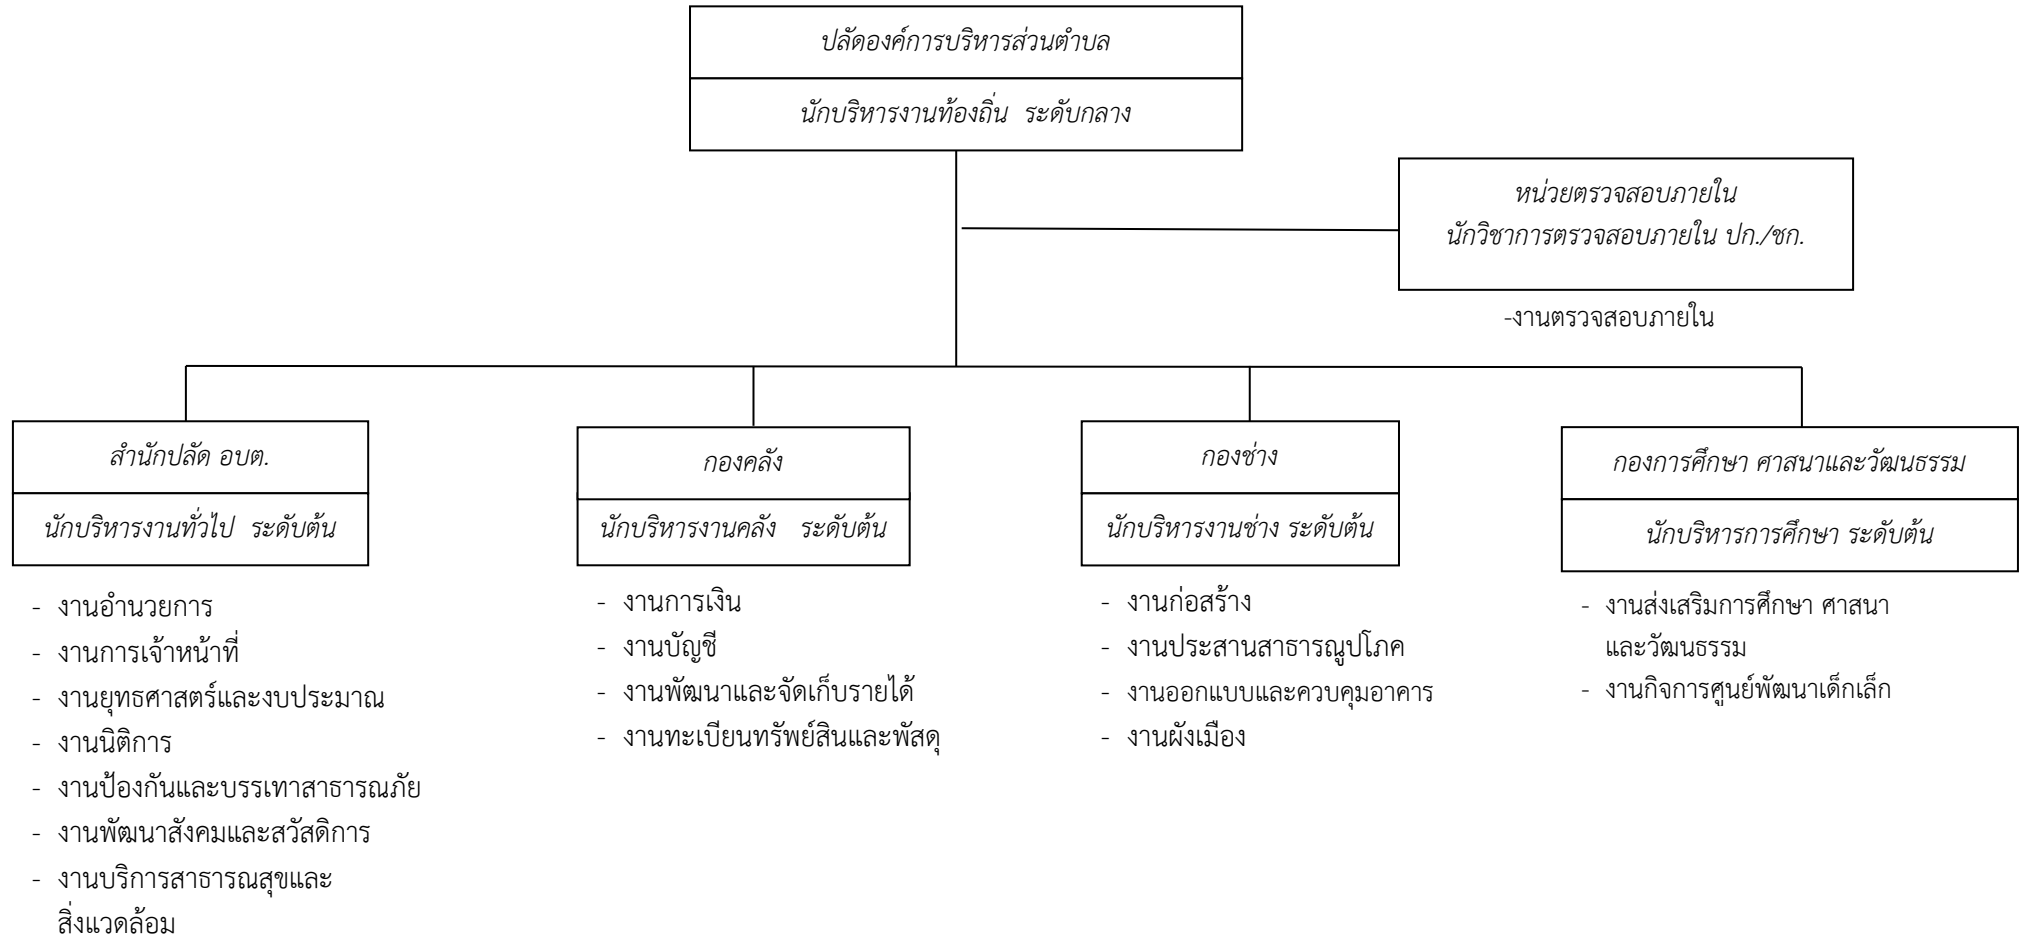 ปลัดองค์การบริหารส่วนตำบล
นักบริหารงานท้องถิ่น ระดับกลาง
หน่วยตรวจสอบภายใน
นักวิชาการตรวจสอบภายใน ปก./ชก.
-งานตรวจสอบภายใน
สำนักปลัด อบต.
นักบริหารงานทั่วไป ระดับต้น
- งานอำนวยการ
- งานการเจ้าหน้าที่
- งานยุทธศาสตร์และงบประมาณ
- งานนิติการ
- งานป้องกันและบรรเทาสาธารณภัย
- งานพัฒนาสังคมและสวัสดิการ
- งานบริการสาธารณสุขและ
สิ่งแวดล้อม
กองคลัง
นักบริหารงานคลัง ระดับต้น
- งานการเงิน
- งานบัญชี
- งานพัฒนาและจัดเก็บรายได้
- งานทะเบียนทรัพย์สินและพัสดุ
กองช่าง
นักบริหารงานช่าง ระดับต้น
- งานก่อสร้าง
- งานประสานสาธารณูปโภค
- งานออกแบบและควบคุมอาคาร
- งานผังเมือง
กองการศึกษา ศาสนาและวัฒนธรรม
นักบริหารการศึกษา ระดับต้น
- งานส่งเสริมการศึกษา ศาสนา
และวัฒนธรรม
- งานกิจการศูนย์พัฒนาเด็กเล็ก